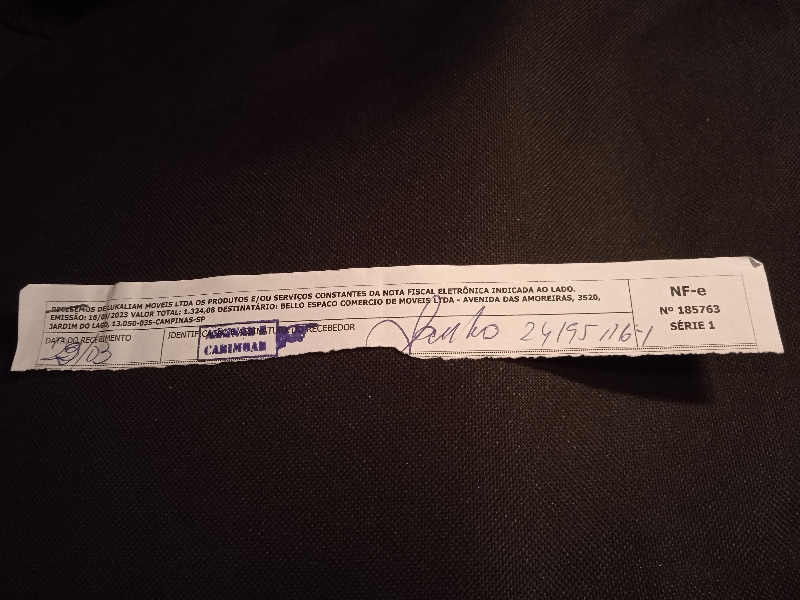 RECEBEMOS DE LUKALIAM MOVEIS LTDA OS PRODUTOS E/OU SERVIÇOS CONSTANTES DA NOTA FISCAL ELETRÔNICA INDICADA AO LADO.
EMISSÃO: 16/03/2023 VALOR TOTAL: 1.324,08 DESTINATÁRIO: BELLO ESPACO COMERCIO DE MOVEIS LTDA - AVENIDA DAS AMOREIRAS, 3520,
JARDIM DO LAGO, 13.050-035-CAMPINAS-SP
DATA DO RECEBIMENTO
IDENTIFICAÇÃO E ASSINATURA DO RECEBEDOR
CARIMBAR
24195116-1
NF-e
Nº 185763
SÉRIE 1